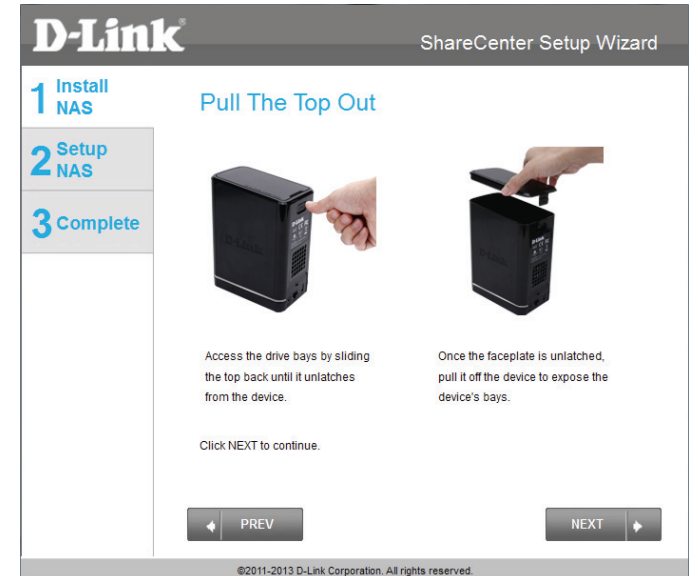 D-Link®
ShareCenter Setup Wizard
1 Install
NAS
2 Setup
NAS
3 Complete
Pull The Top Out
D-Link
D-Link
D-Link
Access the drive bays by sliding
the top back until it unlatches
from the device.
Once the faceplate is unlatched,
pull it off the device to expose the
device's bays.
Click NEXT to continue.
PREV
NEXT
©2011-2013 D-Link Corporation. All rights reserved.